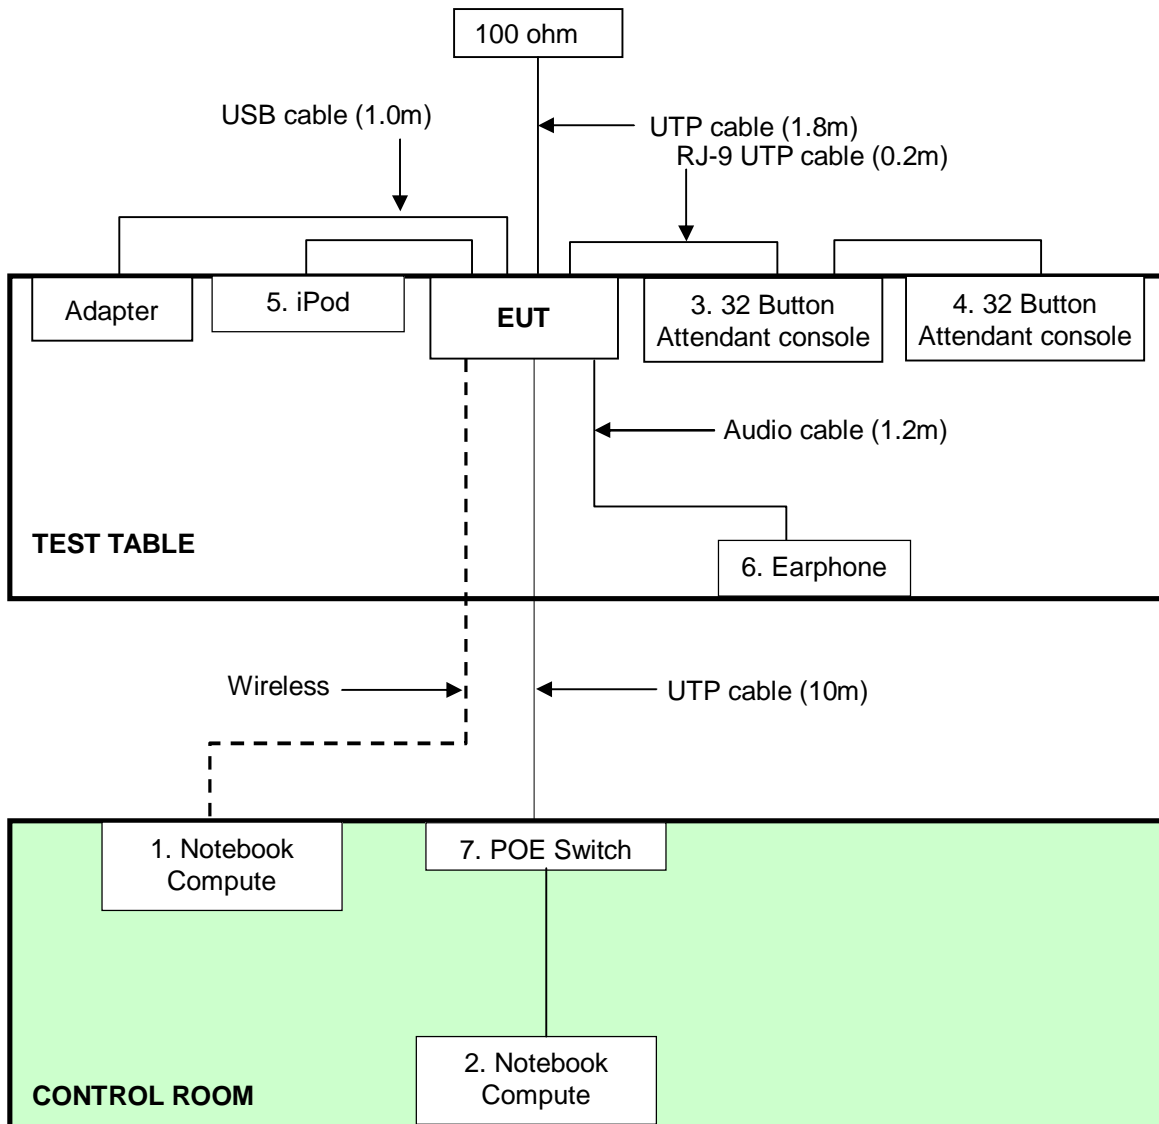 100 ohm
USB cable (1.0m)
UTP cable (1.8m)
RJ-9 UTP cable (0.2m)
Adapter
5. iPod
EUT
3. 32 Button
Attendant console
4. 32 Button
Attendant console
Audio cable (1.2m)
TEST TABLE
6. Earphone
Wireless
UTP cable (10m)
1. Notebook
Compute
7. POE Switch
2. Notebook
Compute
CONTROL ROOM